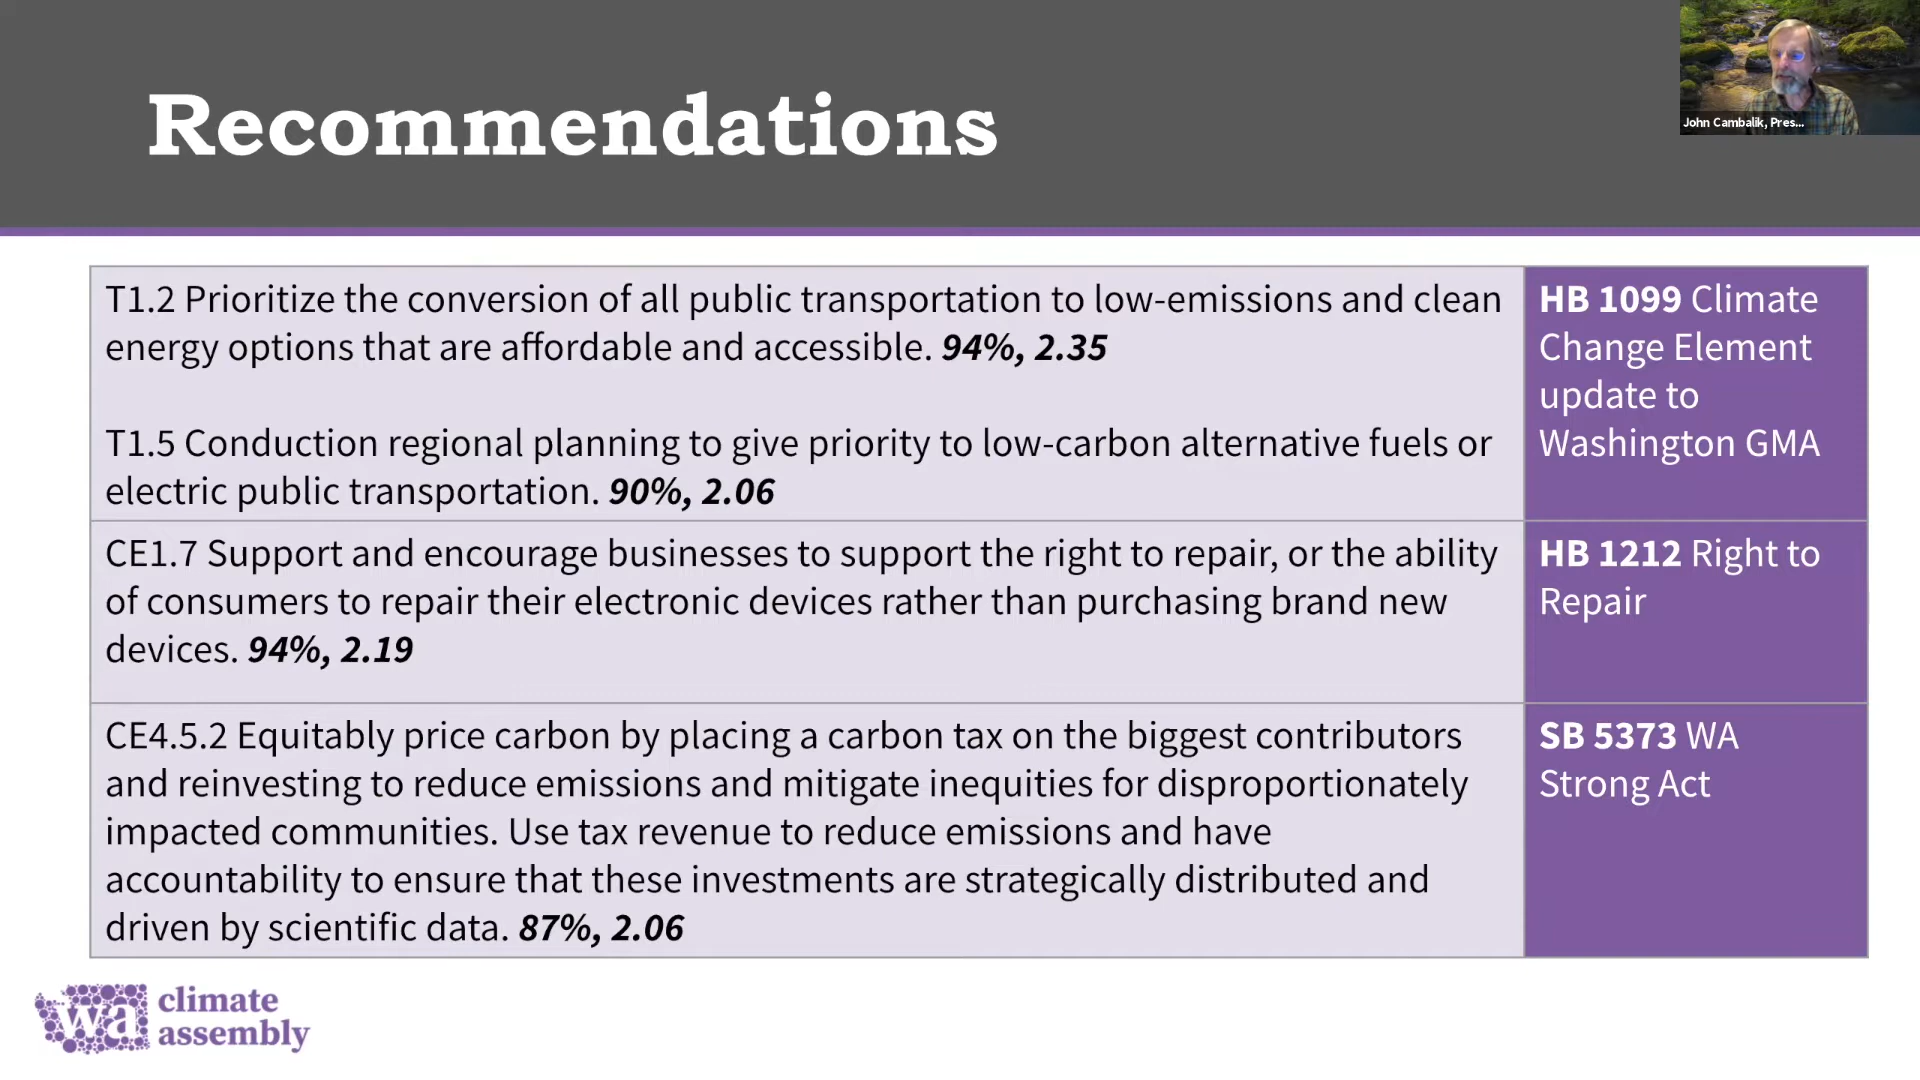 Recommendations
John Cambalik, Pres...
T1.2 Prioritize the conversion of all public transportation to low-emissions and clean
energy options that are affordable and accessible. 94%, 2.35
T1.5 Conduction regional planning to give priority to low-carbon alternative fuels or
electric public transportation. 90%, 2.06
HB 1099 Climate
Change Element
update to
Washington GMA
CE1.7 Support and encourage businesses to support the right to repair, or the ability
of consumers to repair their electronic devices rather than purchasing brand new
devices. 94%, 2.19
HB 1212 Right to
Repair
CE4.5.2 Equitably price carbon by placing a carbon tax on the biggest contributors
and reinvesting to reduce emissions and mitigate inequities for disproportionately
impacted communities. Use tax revenue to reduce emissions and have
accountability to ensure that these investments are strategically distributed and
driven by scientific data. 87%, 2.06
SB 5373 WA
Strong Act
wa climate
assembly